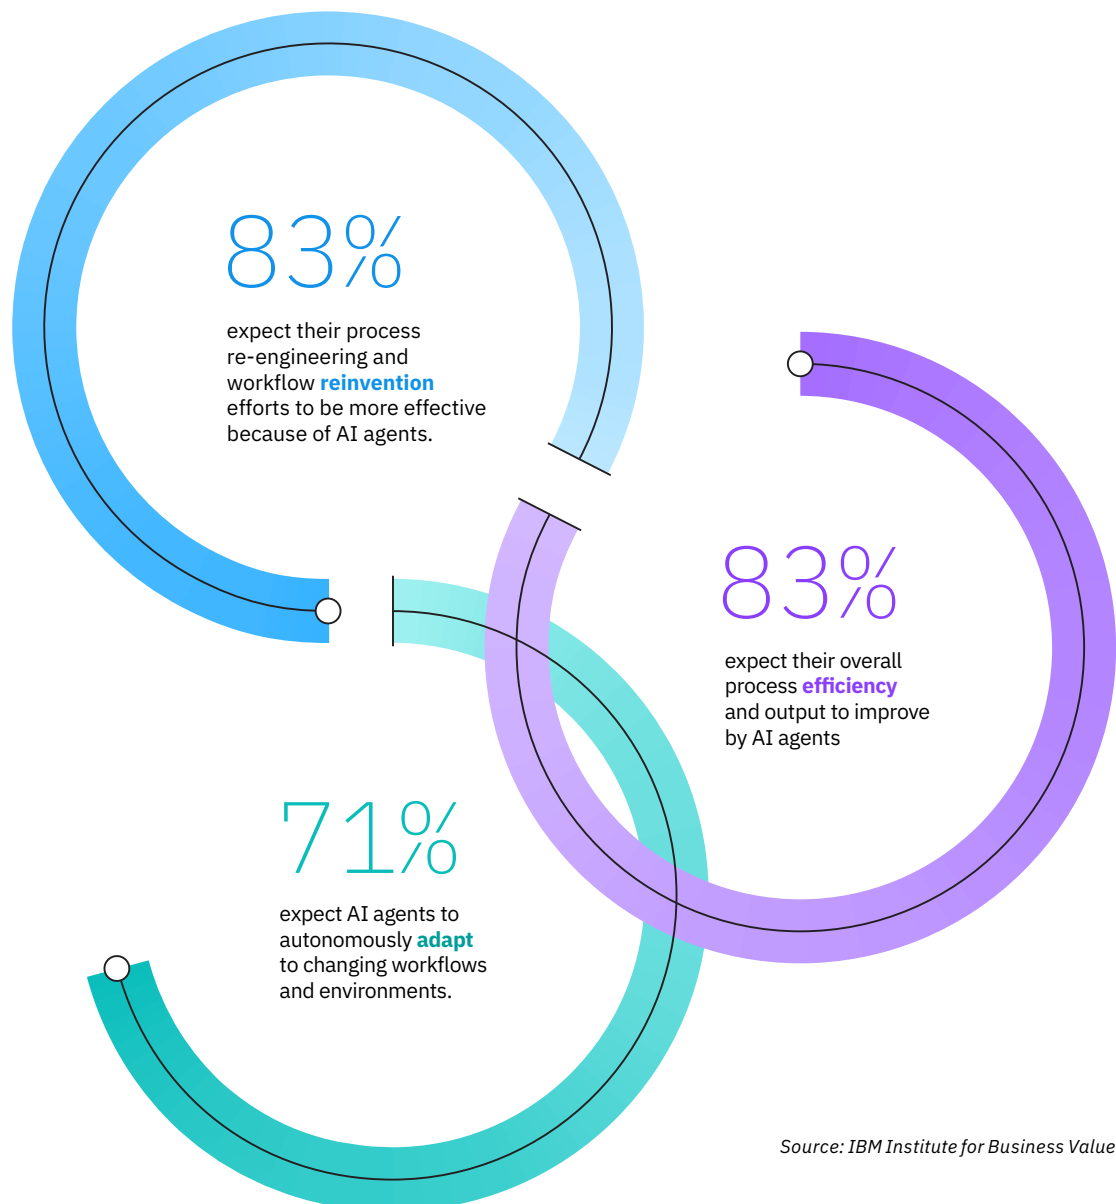 83%
expect their process
re-engineering and
workflow reinvention
efforts to be more effective
because of AI agents.
83%
expect their overall
process efficiency
and output to improve
by AI agents
71%
expect AI agents to
autonomously adapt
to changing workflows
and environments.
Source: IBM Institute for Business Value